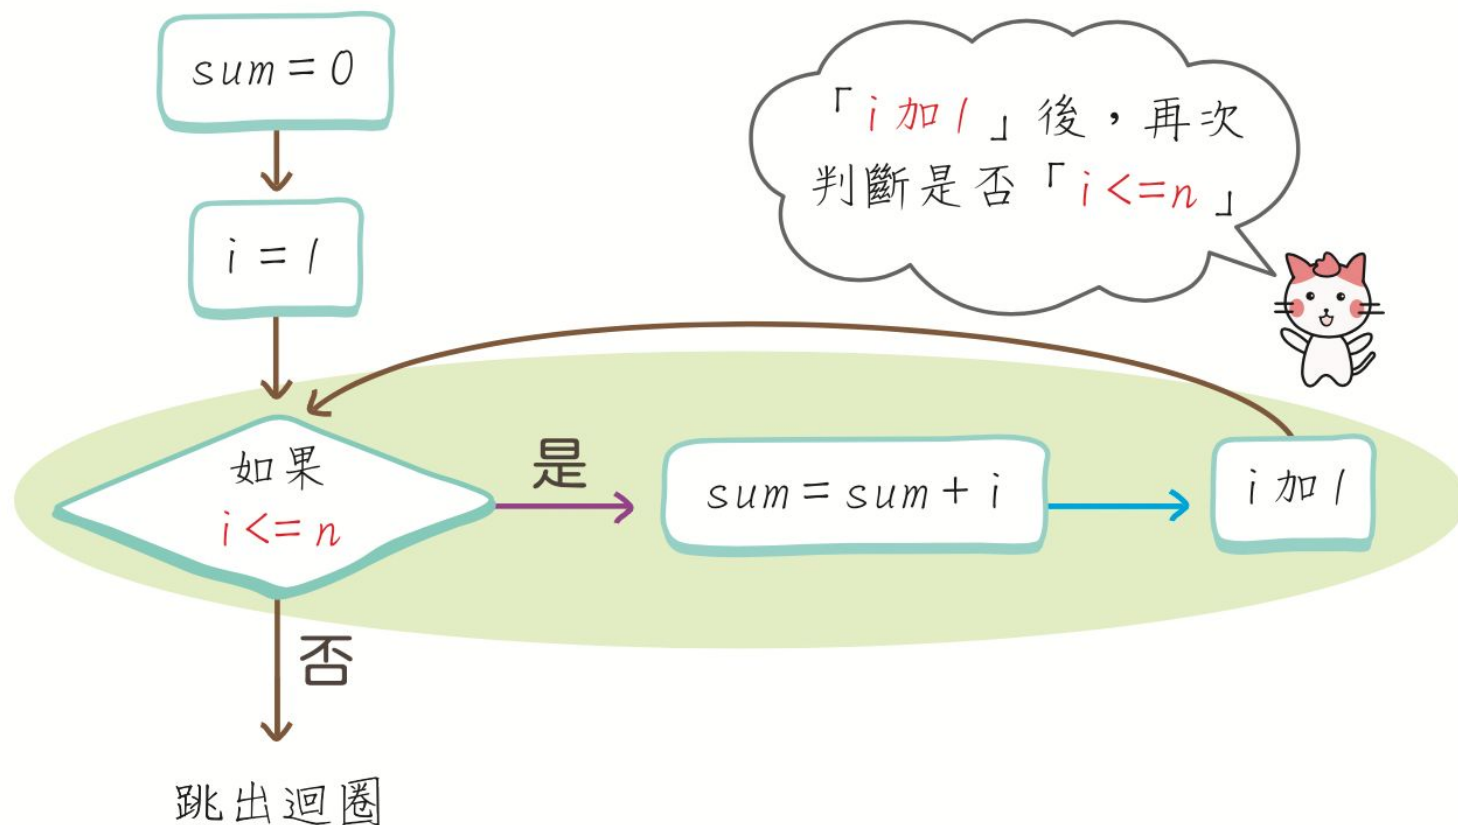 sum = 0
i = 1
「i 加 1」後，再次
判斷是否「i <= n」
如果
i <= n
是
sum = sum + i
i 加 1
否
跳出迴圈